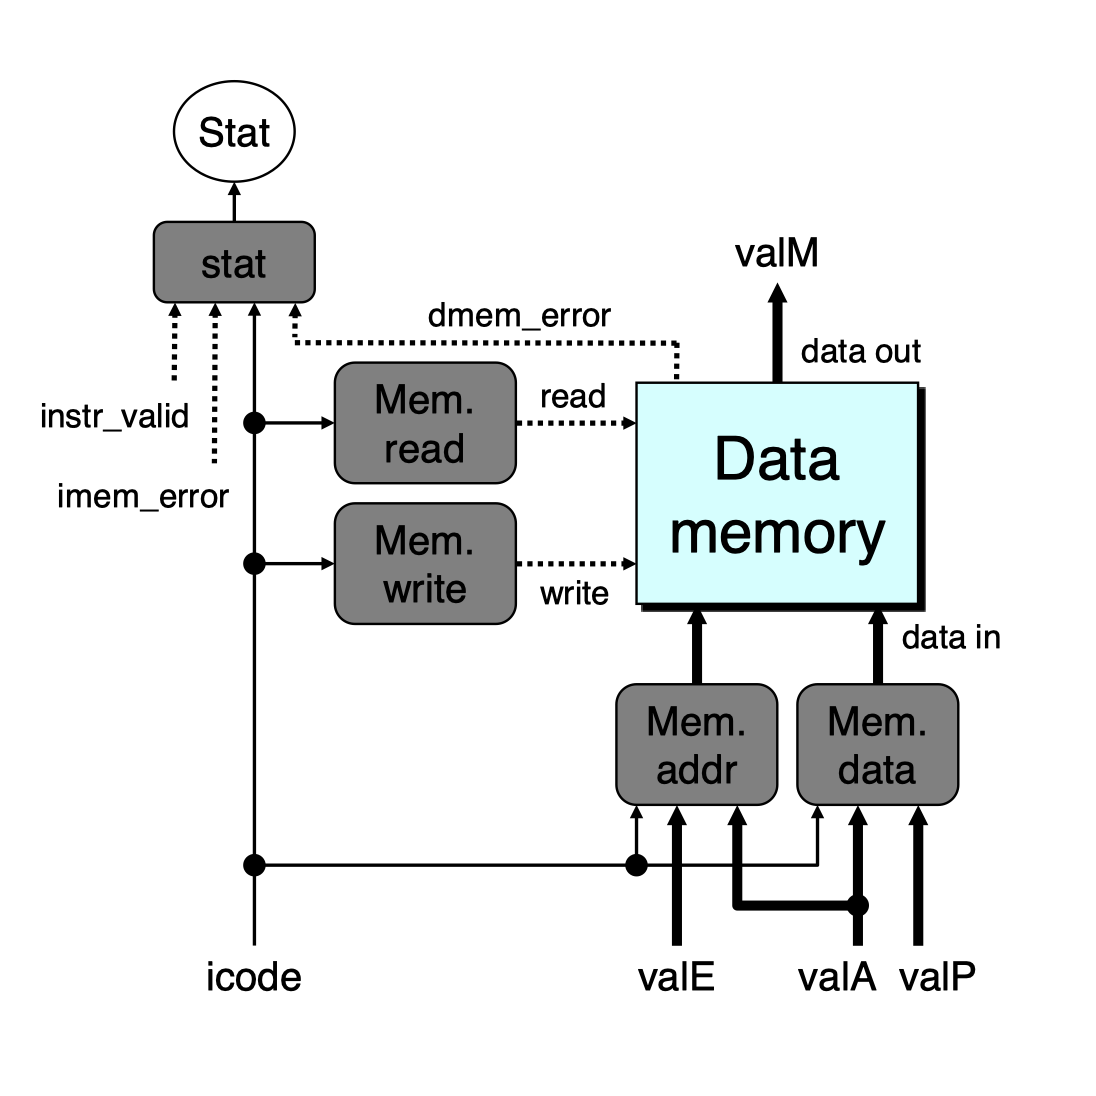 Stat
stat
valM
dmem_error
data out
instr_valid
imem_error
Mem.
read
read
Data
memory
Mem.
write
write
data in
Mem.
addr
Mem.
data
icode
valE
valA
valP